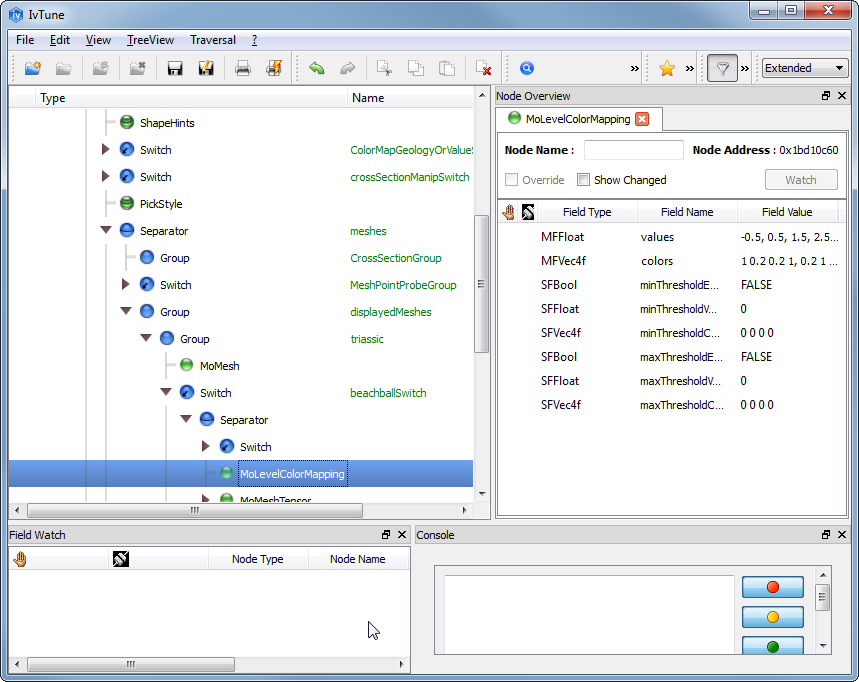 IvTune
File Edit View TreeView Traversal ?
Extended
Type Name
ShapeHints
Switch ColorMapGeologyOrValue
Switch crossSectionManipSwitch
PickStyle
Separator meshes
Group CrossSectionGroup
Switch MeshPointProbeGroup
Group displayedMeshes
Group triassic
MoMesh
Switch beachballSwitch
Separator
Switch
MoLevelColorMapping
MoMeshTensor
Node Overview
MoLevelColorMapping
Node Name : Node Address : 0x1bd10c60
Override Show Changed Watch
Field Type Field Name Field Value
MFFloat values -0.5, 0.5, 1.5, 2.5...
MFVec4f colors 1 0.2 0.2 1, 0.2 1 ...
SFBool minThresholdE... FALSE
SFFloat minThresholdV... 0
SFVec4f minThresholdC... 0 0 0 0
SFBool maxThresholdE... FALSE
SFFloat maxThresholdV... 0
SFVec4f maxThresholdC... 0 0 0 0
Field Watch
Node Type Node Name
Console